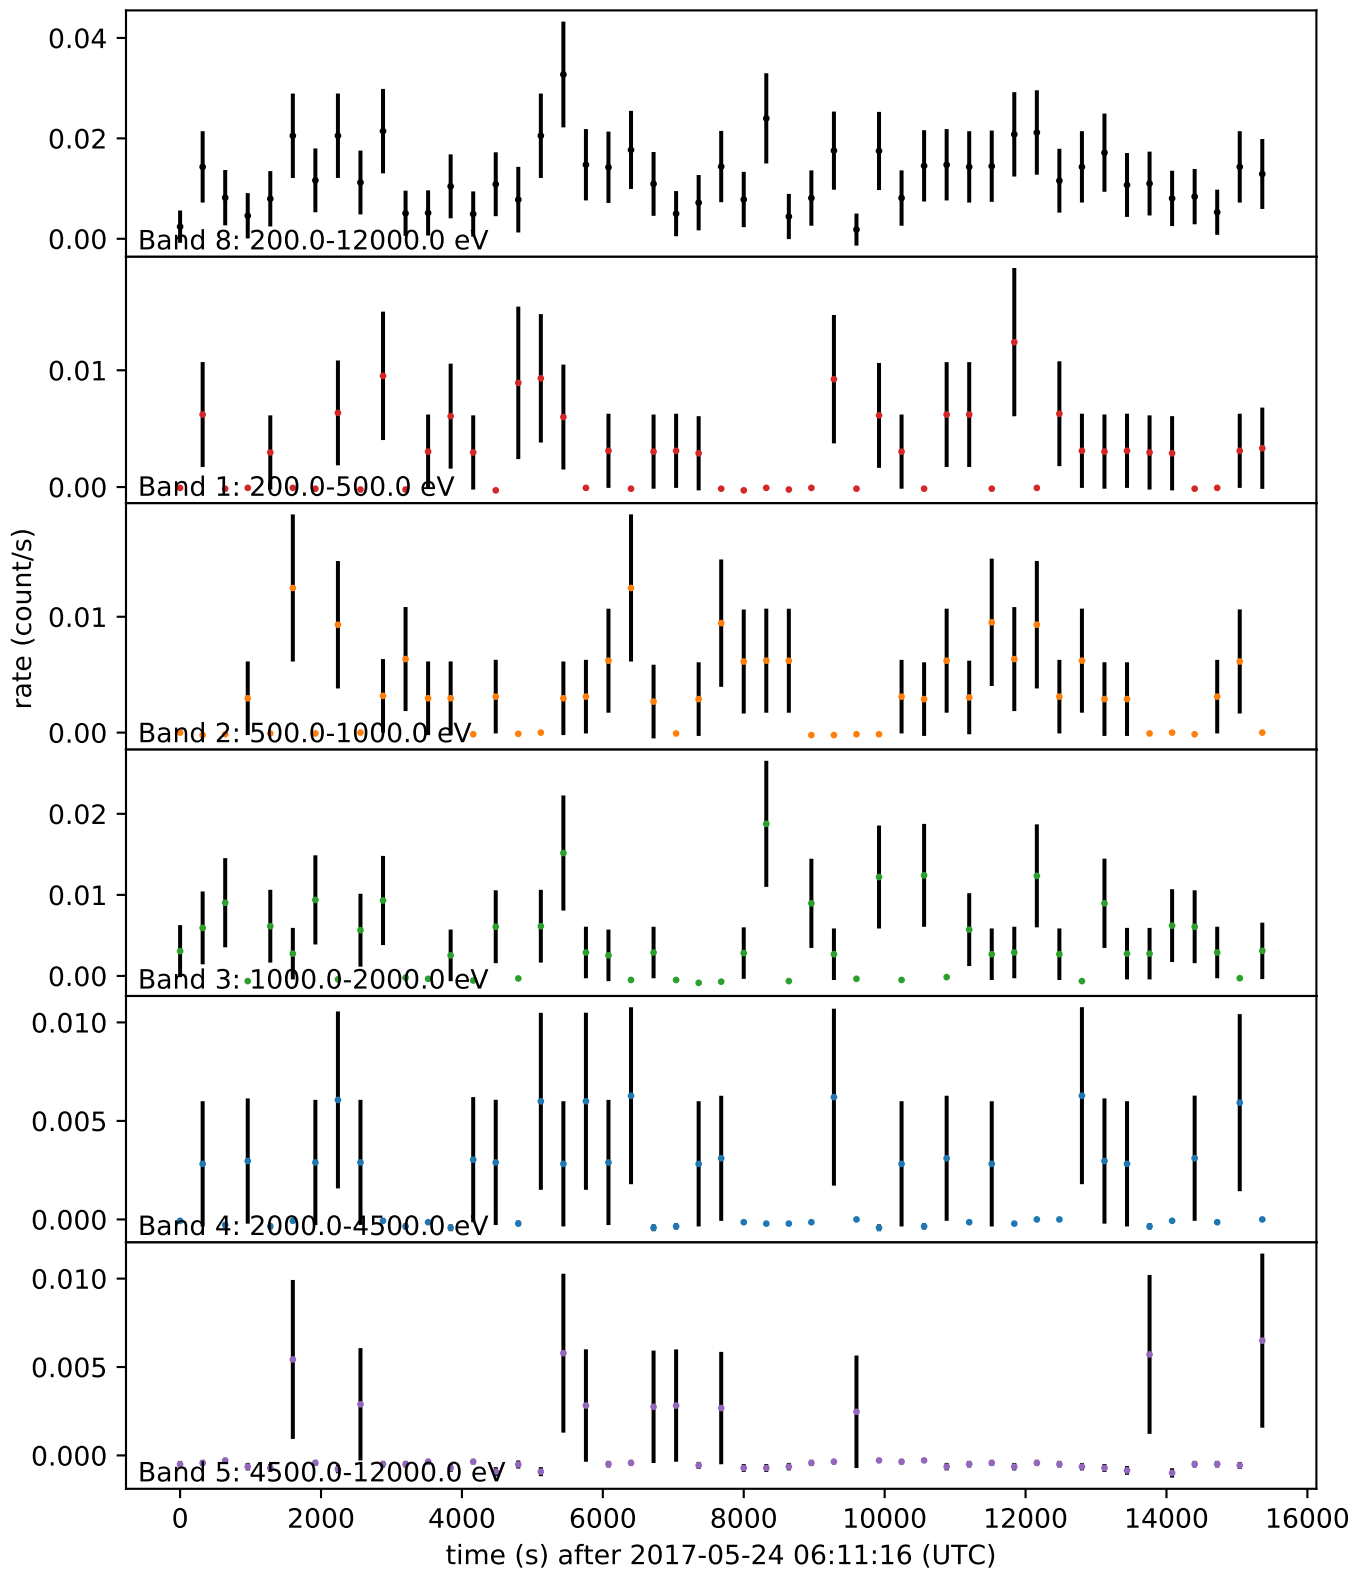 0.04
0.02
0.00
Band 8: 200.0-12000.0 eV
0.01
0.00
Band 1: 200.0-500.0 eV
rate (count/s)
0.01
0.00
Band 2: 500.0-1000.0 eV
0.02
0.01
0.00
Band 3: 1000.0-2000.0 eV
0.010
0.005
0.000
Band 4: 2000.0-4500.0 eV
0.010
0.005
0.000
Band 5: 4500.0-12000.0 eV
0 2000 4000 6000 8000 10000 12000 14000 16000
time (s) after 2017-05-24 06:11:16 (UTC)